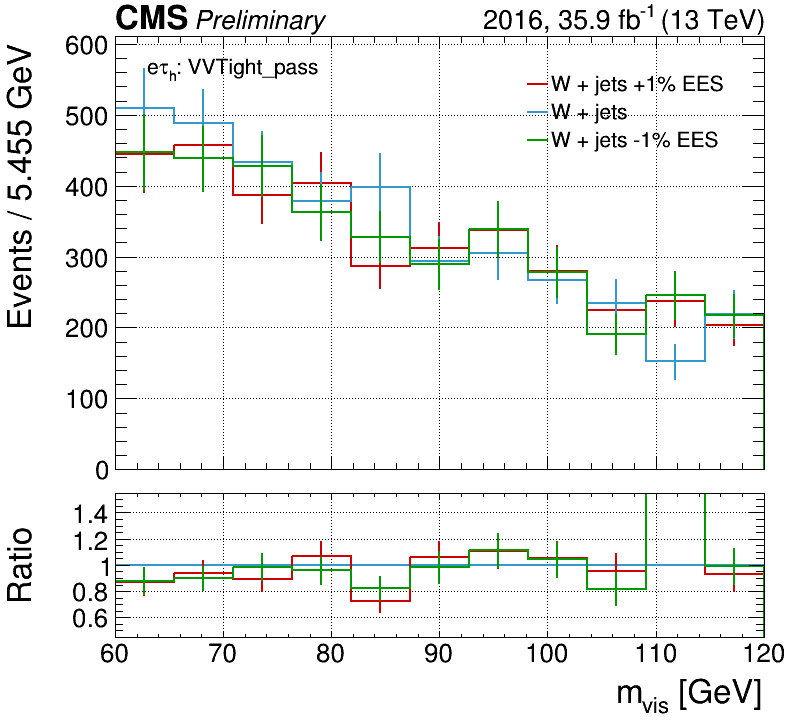 CMS Preliminary 2016, 35.9 fb⁻¹ (13 TeV)
eτₕ: VVTight_pass
W + jets +1% EES
W + jets
W + jets -1% EES
Events / 5.455 GeV
600
500
400
300
200
100
0
Ratio
1.4
1.2
1
0.8
0.6
60 70 80 90 100 110 120
m_vis [GeV]